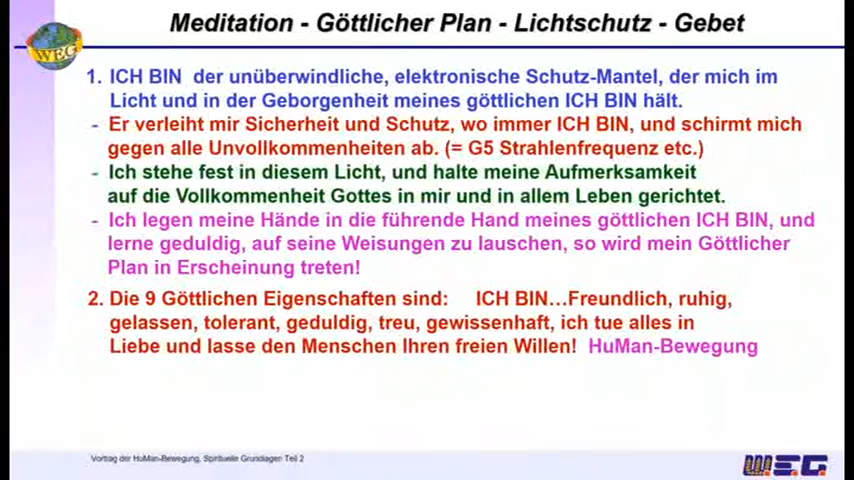 WEG
Meditation - Göttlicher Plan - Lichtschutz - Gebet
1. ICH BIN der unüberwindliche, elektronische Schutz-Mantel, der mich im
Licht und in der Geborgenheit meines göttlichen ICH BIN hält.
- Er verleiht mir Sicherheit und Schutz, wo immer ICH BIN, und schirmt mich
gegen alle Unvollkommenheiten ab. (= G5 Strahlenfrequenz etc.)
- Ich stehe fest in diesem Licht, und halte meine Aufmerksamkeit
auf die Vollkommenheit Gottes in mir und in allem Leben gerichtet.
- Ich legen meine Hände in die führende Hand meines göttlichen ICH BIN, und
lerne geduldig, auf seine Weisungen zu lauschen, so wird mein Göttlicher
Plan in Erscheinung treten!
2. Die 9 Göttlichen Eigenschaften sind: ICH BIN...Freundlich, ruhig,
gelassen, tolerant, geduldig, treu, gewissenhaft, ich tue alles in
Liebe und lasse den Menschen Ihren freien Willen! HuMan-Bewegung
Vortrag der HuMan-Bewegung, Spirituelle Grundlagen Teil 2
W.E.G.